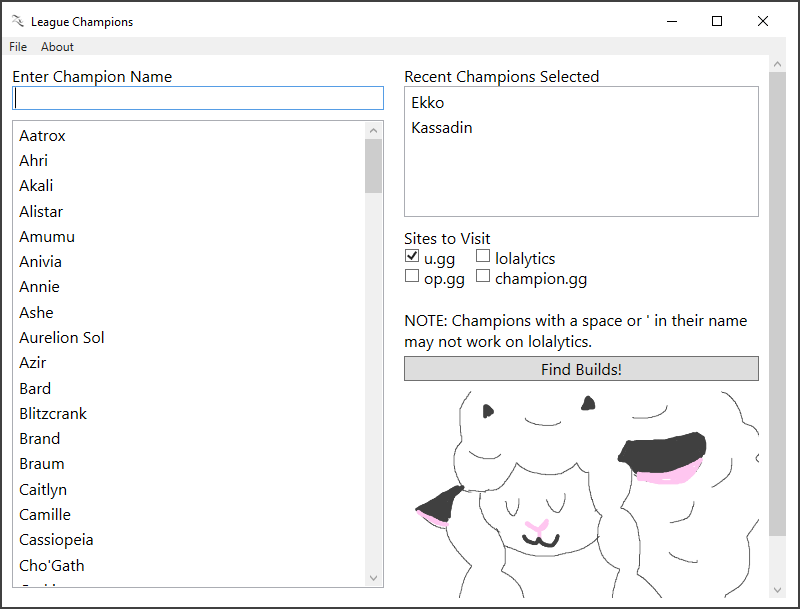 League Champions
File About
Enter Champion Name
Aatrox
Ahri
Akali
Alistar
Amumu
Anivia
Annie
Ashe
Aurelion Sol
Azir
Bard
Blitzcrank
Brand
Braum
Caitlyn
Camille
Cassiopeia
Cho'Gath
Recent Champions Selected
Ekko
Kassadin
Sites to Visit
u.gg lolalytics
op.gg champion.gg
NOTE: Champions with a space or ' in their name
may not work on lolalytics.
Find Builds!